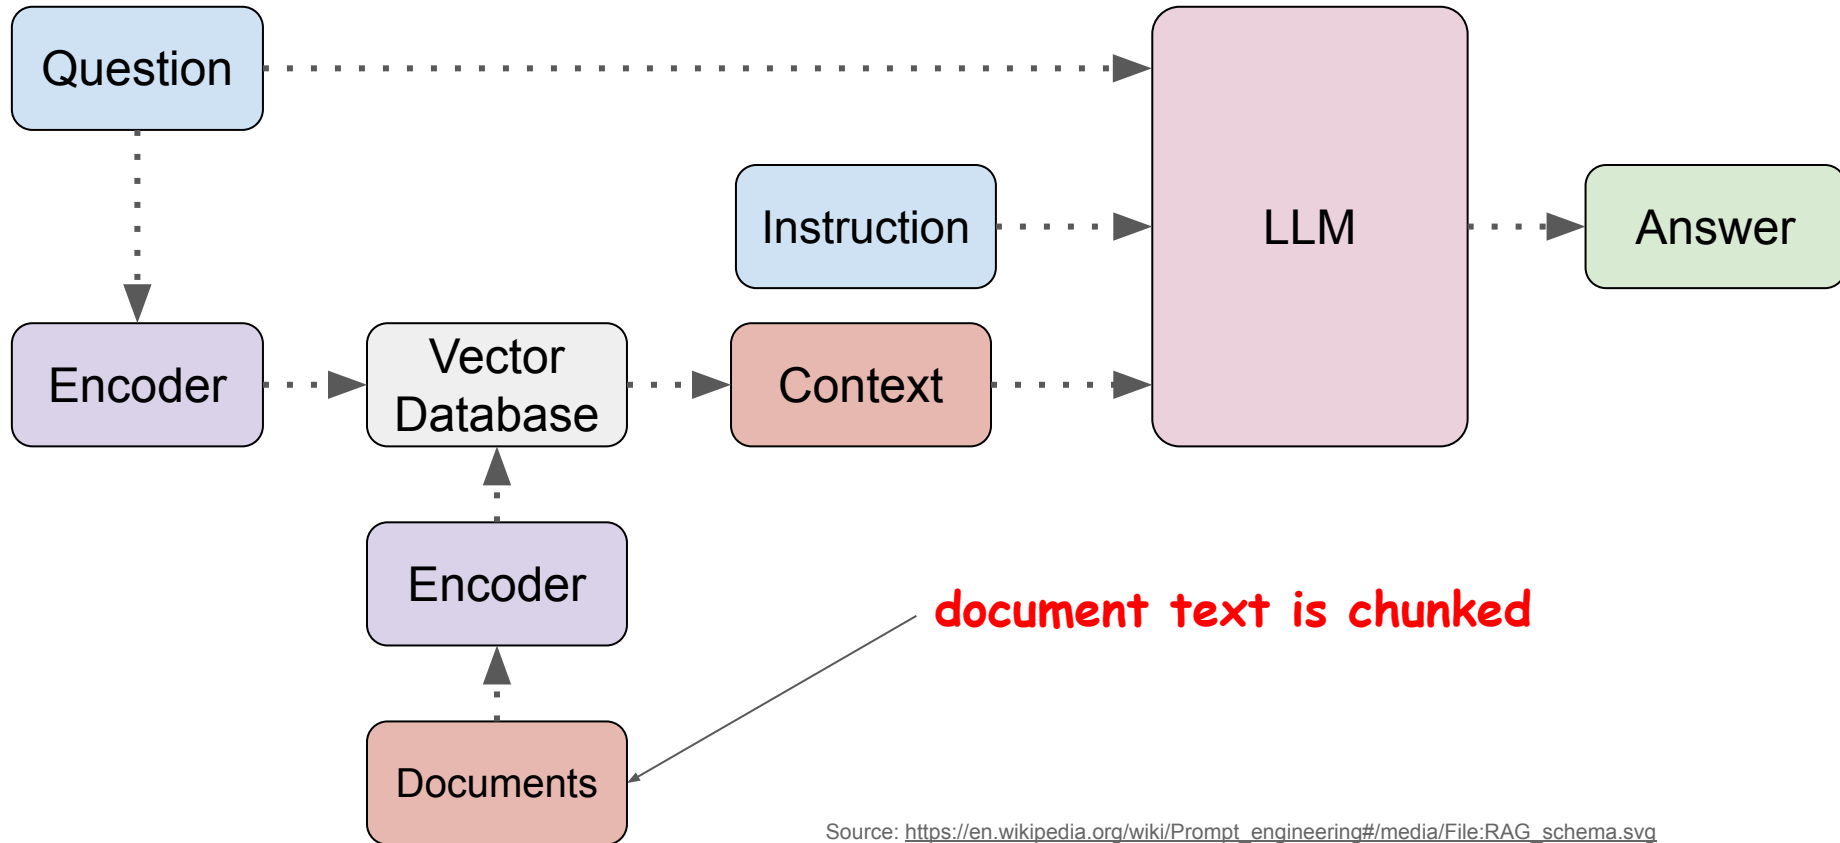 Question
Instruction
LLM
Answer
Encoder
Vector
Database
Context
Encoder
document text is chunked
Documents
Source: https://en.wikipedia.org/wiki/Prompt_engineering#/media/File:RAG_schema.svg